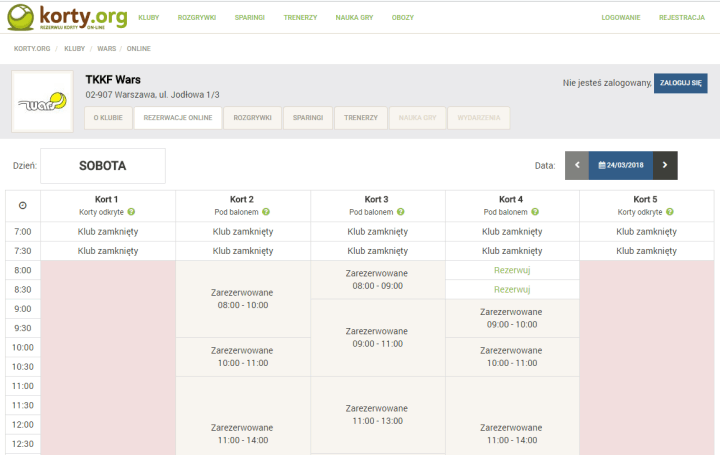 korty.org
REZERWUJ KORTY ON-LINE
KLUBY ROZGRYWKI SPARINGI TRENERZY NAUKA GRY OBOZY LOGOWANIE REJESTRACJA
KORTY.ORG / KLUBY / WARS / ONLINE
Wars
TKKF Wars
02-907 Warszawa, ul. Jodłowa 1/3
Nie jesteś zalogowany, ZALOGUJ SIĘ
O KLUBIE REZERWACJE ONLINE ROZGRYWKI SPARINGI TRENERZY NAUKA GRY WYDARZENIA
Dzień: SOBOTA Data: < 24/03/2018 >
Kort 1 Kort 2 Kort 3 Kort 4 Kort 5
Korty odkryte ? Pod balonem ? Pod balonem ? Pod balonem ? Korty odkryte ?
7:00 Klub zamknięty Klub zamknięty Klub zamknięty Klub zamknięty Klub zamknięty
7:30 Klub zamknięty Klub zamknięty Klub zamknięty Klub zamknięty Klub zamknięty
8:00 Zarezerwowane 08:00 - 09:00 Rezerwuj
8:30 Zarezerwowane 08:00 - 10:00 Rezerwuj
9:00
9:30 Zarezerwowane 09:00 - 11:00 Zarezerwowane 09:00 - 10:00
10:00
10:30 Zarezerwowane 10:00 - 11:00 Zarezerwowane 10:00 - 11:00
11:00
11:30
12:00 Zarezerwowane 11:00 - 14:00 Zarezerwowane 11:00 - 13:00 Zarezerwowane 11:00 - 14:00
12:30